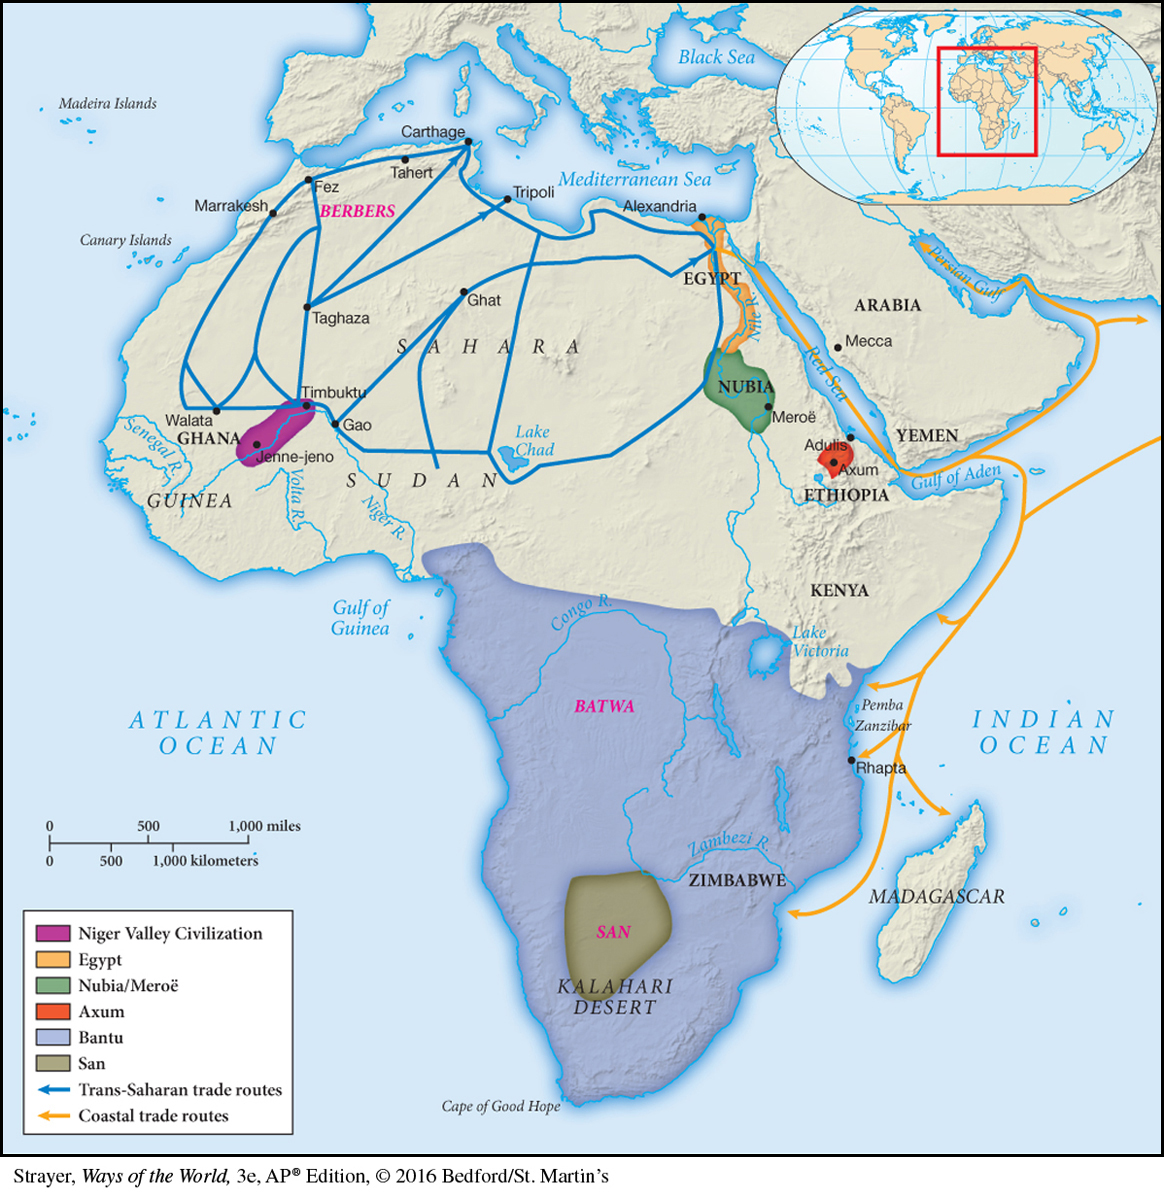 Black Sea
Madeira Islands
Carthage
Tahert
Fez
Mediterranean Sea
Tripoli
Marrakesh
BERBERS
Alexandria
Canary Islands
EGYPT
Persian Gulf
Ghat
Nile R.
ARABIA
Taghaza
SAHARA
Mecca
Red Sea
Timbuktu
NUBIA
Walata
Gao
Meroë
Senegal R.
GHANA
Lake
Chad
Adulis
YEMEN
Jenne-jeno
Axum
SUDAN
Gulf of Aden
GUINEA
Volta R.
ETHIOPIA
Niger R.
KENYA
Gulf of
Guinea
Congo R.
Lake
Victoria
ATLANTIC
OCEAN
BATWA
Pemba
Zanzibar
INDIAN
OCEAN
Rhapta
0 500 1,000 miles
0 500 1,000 kilometers
Zambezi R.
ZIMBABWE
MADAGASCAR
SAN
KALAHARI
DESERT
Niger Valley Civilization
Egypt
Nubia/Meroë
Axum
Bantu
San
Trans-Saharan trade routes
Coastal trade routes
Cape of Good Hope
Strayer, Ways of the World, 3e, AP® Edition, © 2016 Bedford/St. Martin's